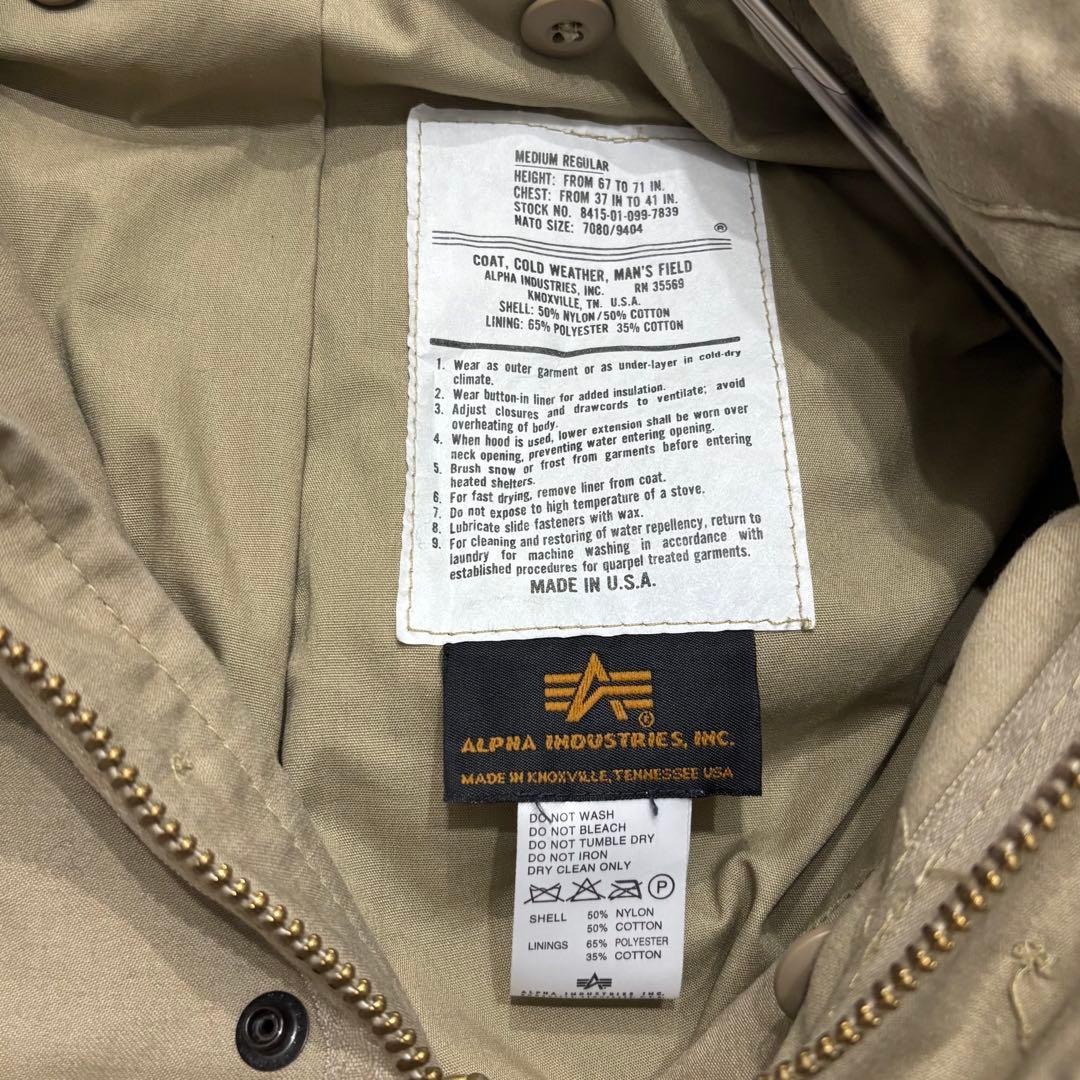 MEDIUM REGULAR
HEIGHT: FROM 67 TO 71 IN.
CHEST: FROM 37 IN TO 41 IN.
STOCK NO. 8415-01-099-7839
NATO SIZE: 7080/9404
®
COAT, COLD WEATHER, MAN'S FIELD
ALPHA INDUSTRIES, INC. RN 35569
KNOXVILLE, TN. U.S.A.
SHELL: 50% NYLON/50% COTTON
LINING: 65% POLYESTER 35% COTTON
1. Wear as outer garment or as under-layer in cold-dry
climate.
2. Wear button-in liner for added insulation.
3. Adjust closures and drawcords to ventilate; avoid
overheating of body.
4. When hood is used, lower extension shall be worn over
neck opening, preventing water entering opening.
5. Brush snow or frost from garments before entering
heated shelters.
6. For fast drying, remove liner from coat.
7. Do not expose to high temperature of a stove.
8. Lubricate slide fasteners with wax.
9. For cleaning and restoring of water repellency, return to
laundry for machine washing in accordance with
established procedures for quarpel treated garments.
MADE IN U.S.A.
®
ALPHA INDUSTRIES, INC.
MADE IN KNOXVILLE, TENNESSEE USA
DO NOT WASH
DO NOT BLEACH
DO NOT TUMBLE DRY
DO NOT IRON
DRY CLEAN ONLY
P
SHELL 50% NYLON
50% COTTON
LININGS 65% POLYESTER
35% COTTON
ALPHA INDUSTRIES INC.